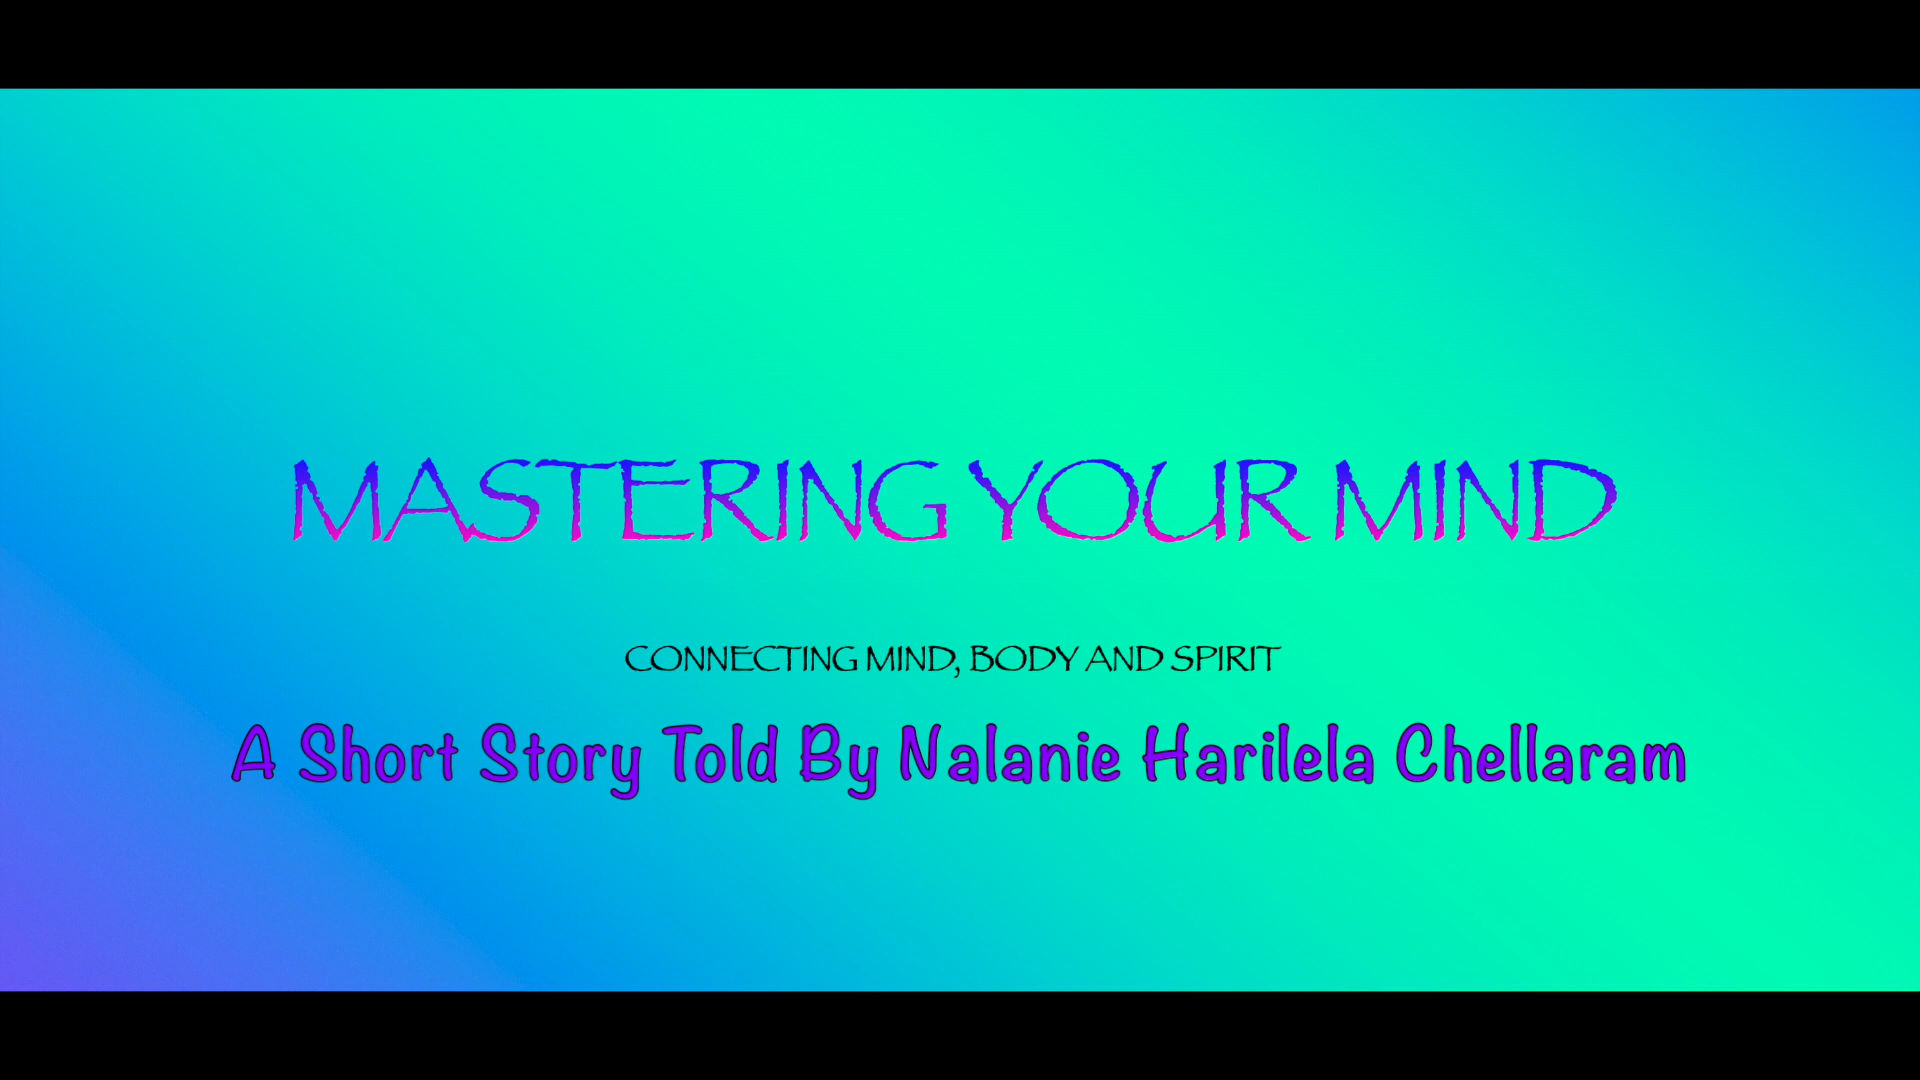 MASTERING YOUR MIND
CONNECTING MIND, BODY AND SPIRIT
A Short Story Told By Nalanie Harilela Chellaram